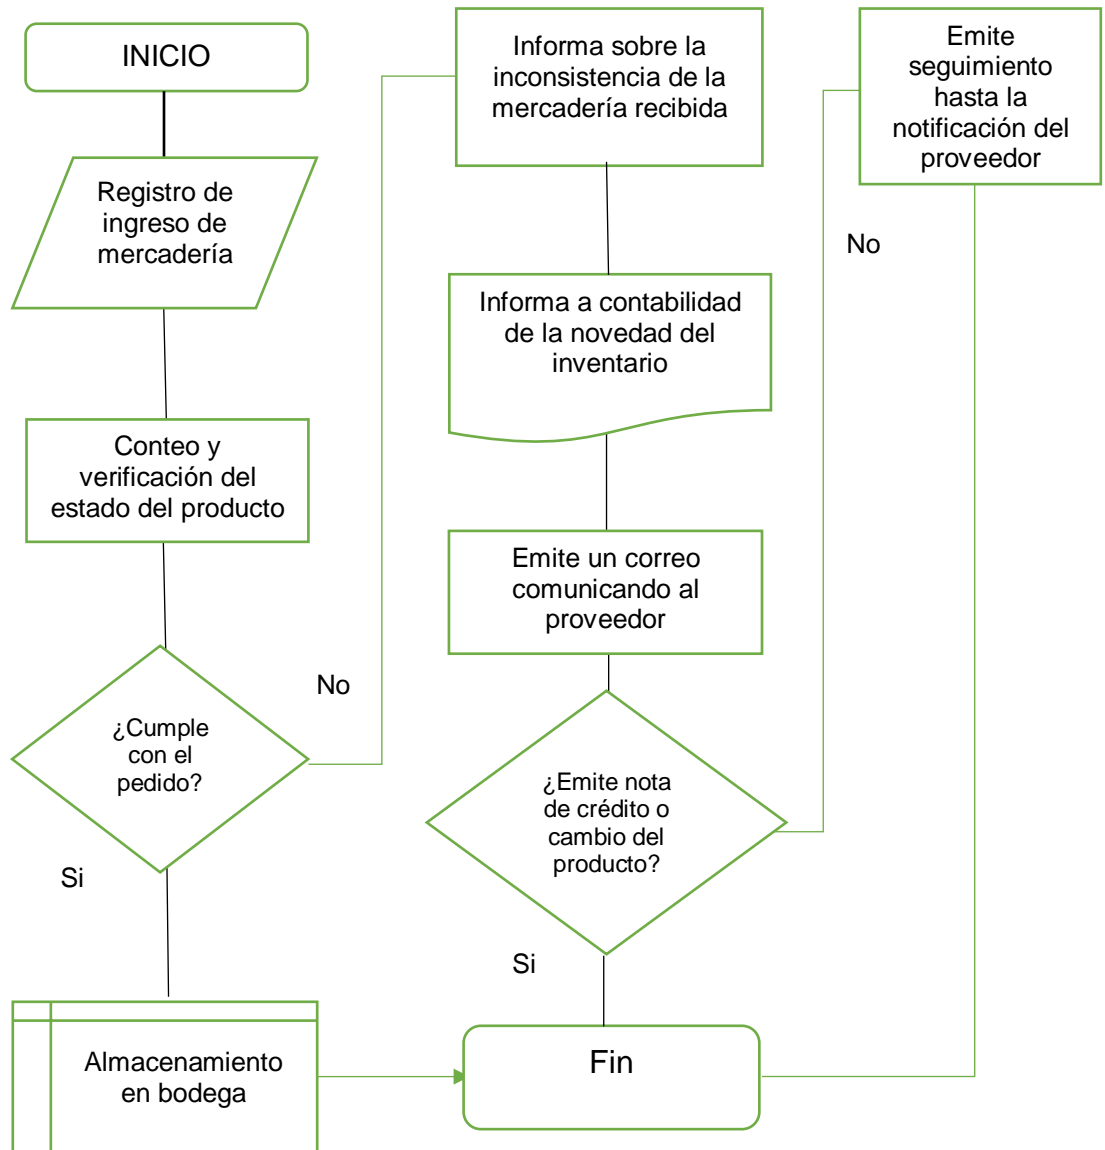 INICIO
Registro de
ingreso de
mercadería
Conteo y
verificación del
estado del producto
¿Cumple
con el
pedido?
No
Si
Almacenamiento
en bodega
Informa sobre la
inconsistencia de la
mercadería recibida
Informa a contabilidad
de la novedad del
inventario
Emite un correo
comunicando al
proveedor
¿Emite nota
de crédito o
cambio del
producto?
No
Si
Fin
Emite
seguimiento
hasta la
notificación del
proveedor